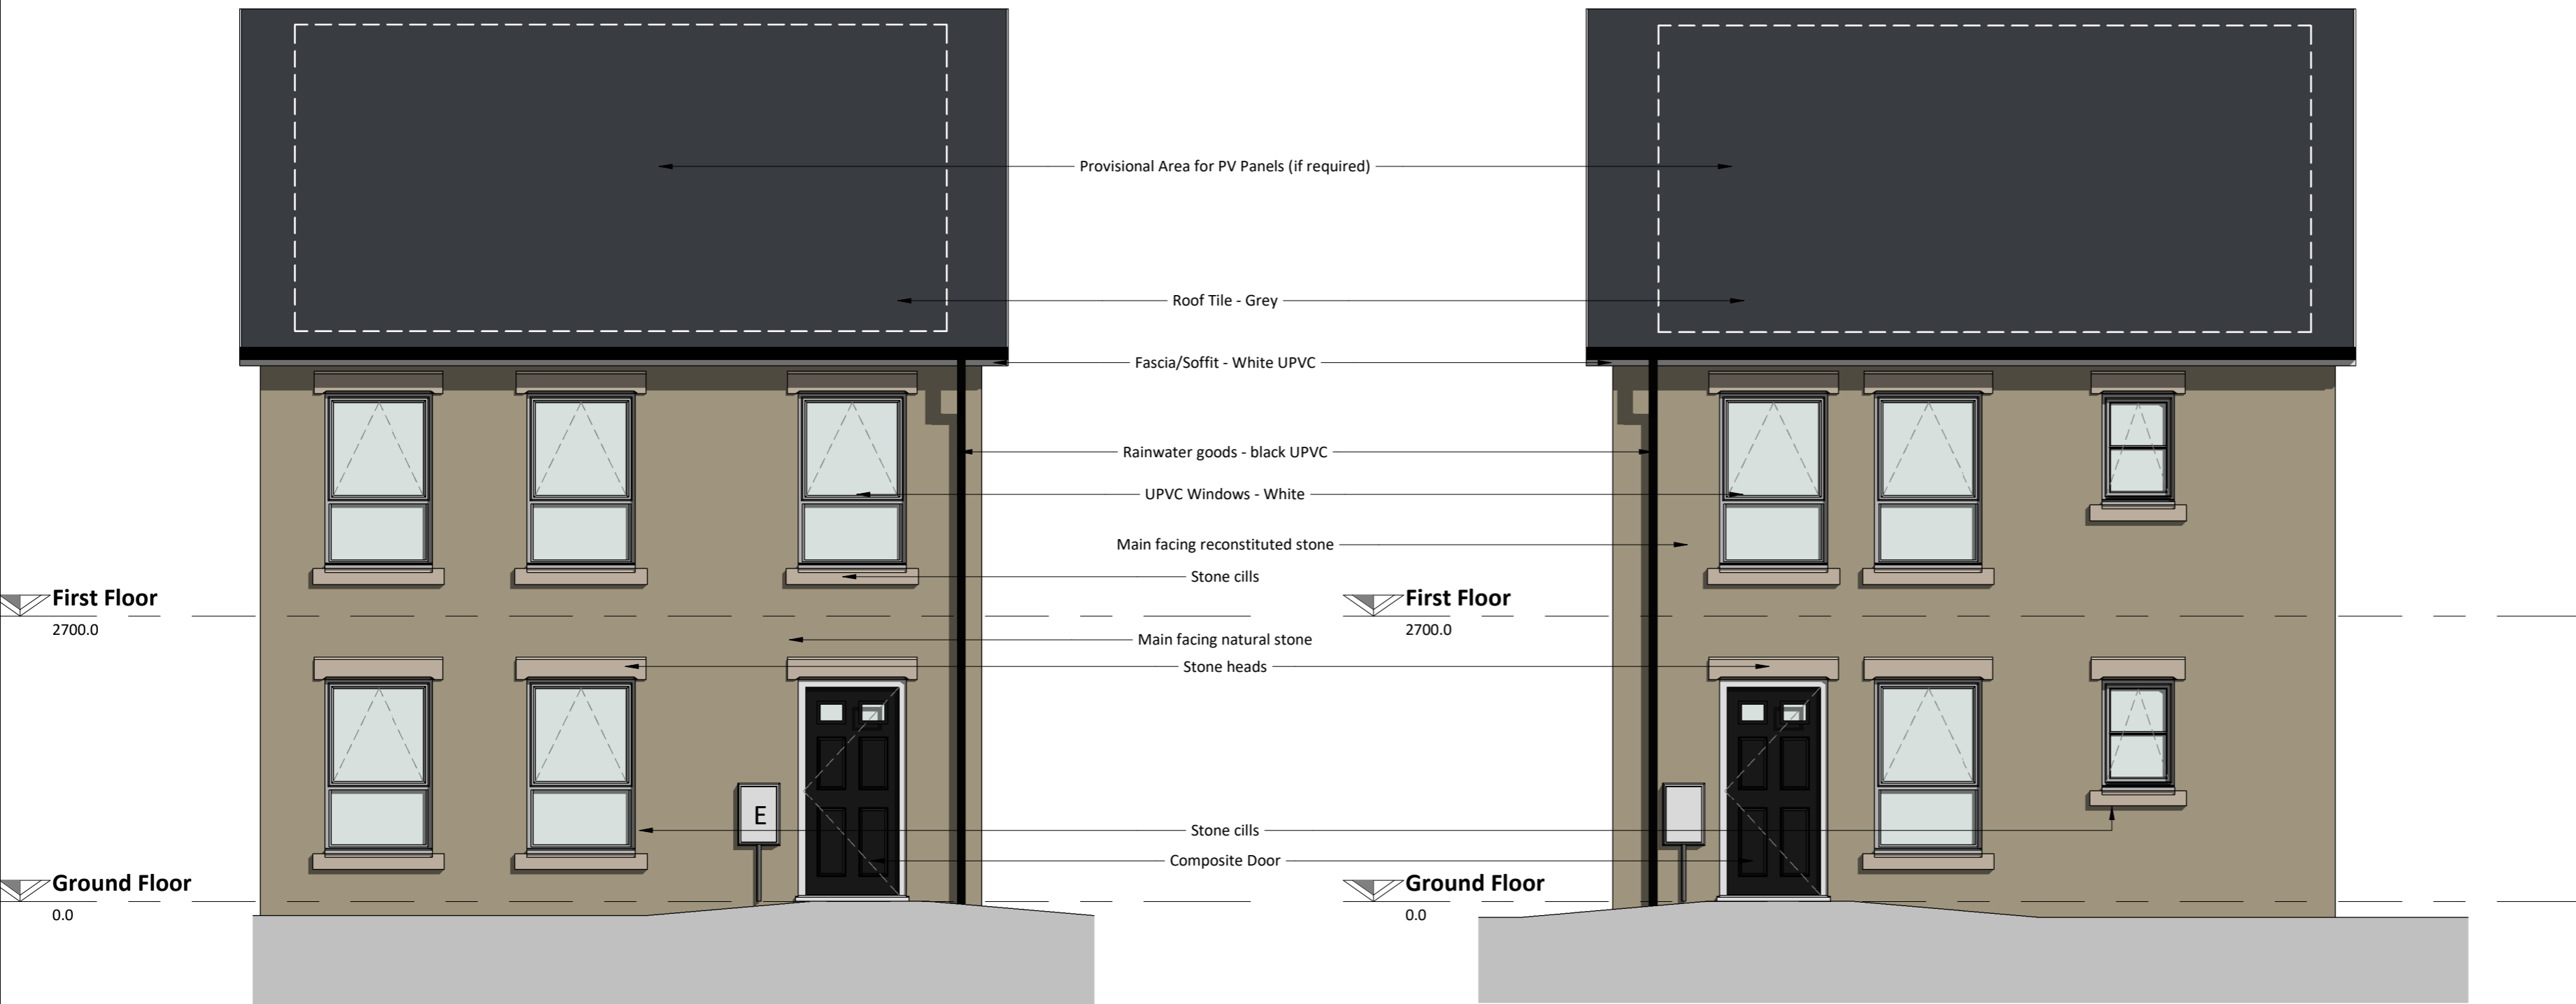 Provisional Area for PV Panels (if required)
Roof Tile - Grey
Fascia/Soffit - White UPVC
Rainwater goods - black UPVC
UPVC Windows - White
Main facing reconstituted stone
Stone cills
First Floor
2700.0
First Floor
2700.0
Main facing natural stone
Stone heads
E
Stone cills
Composite Door
Ground Floor
0.0
Ground Floor
0.0